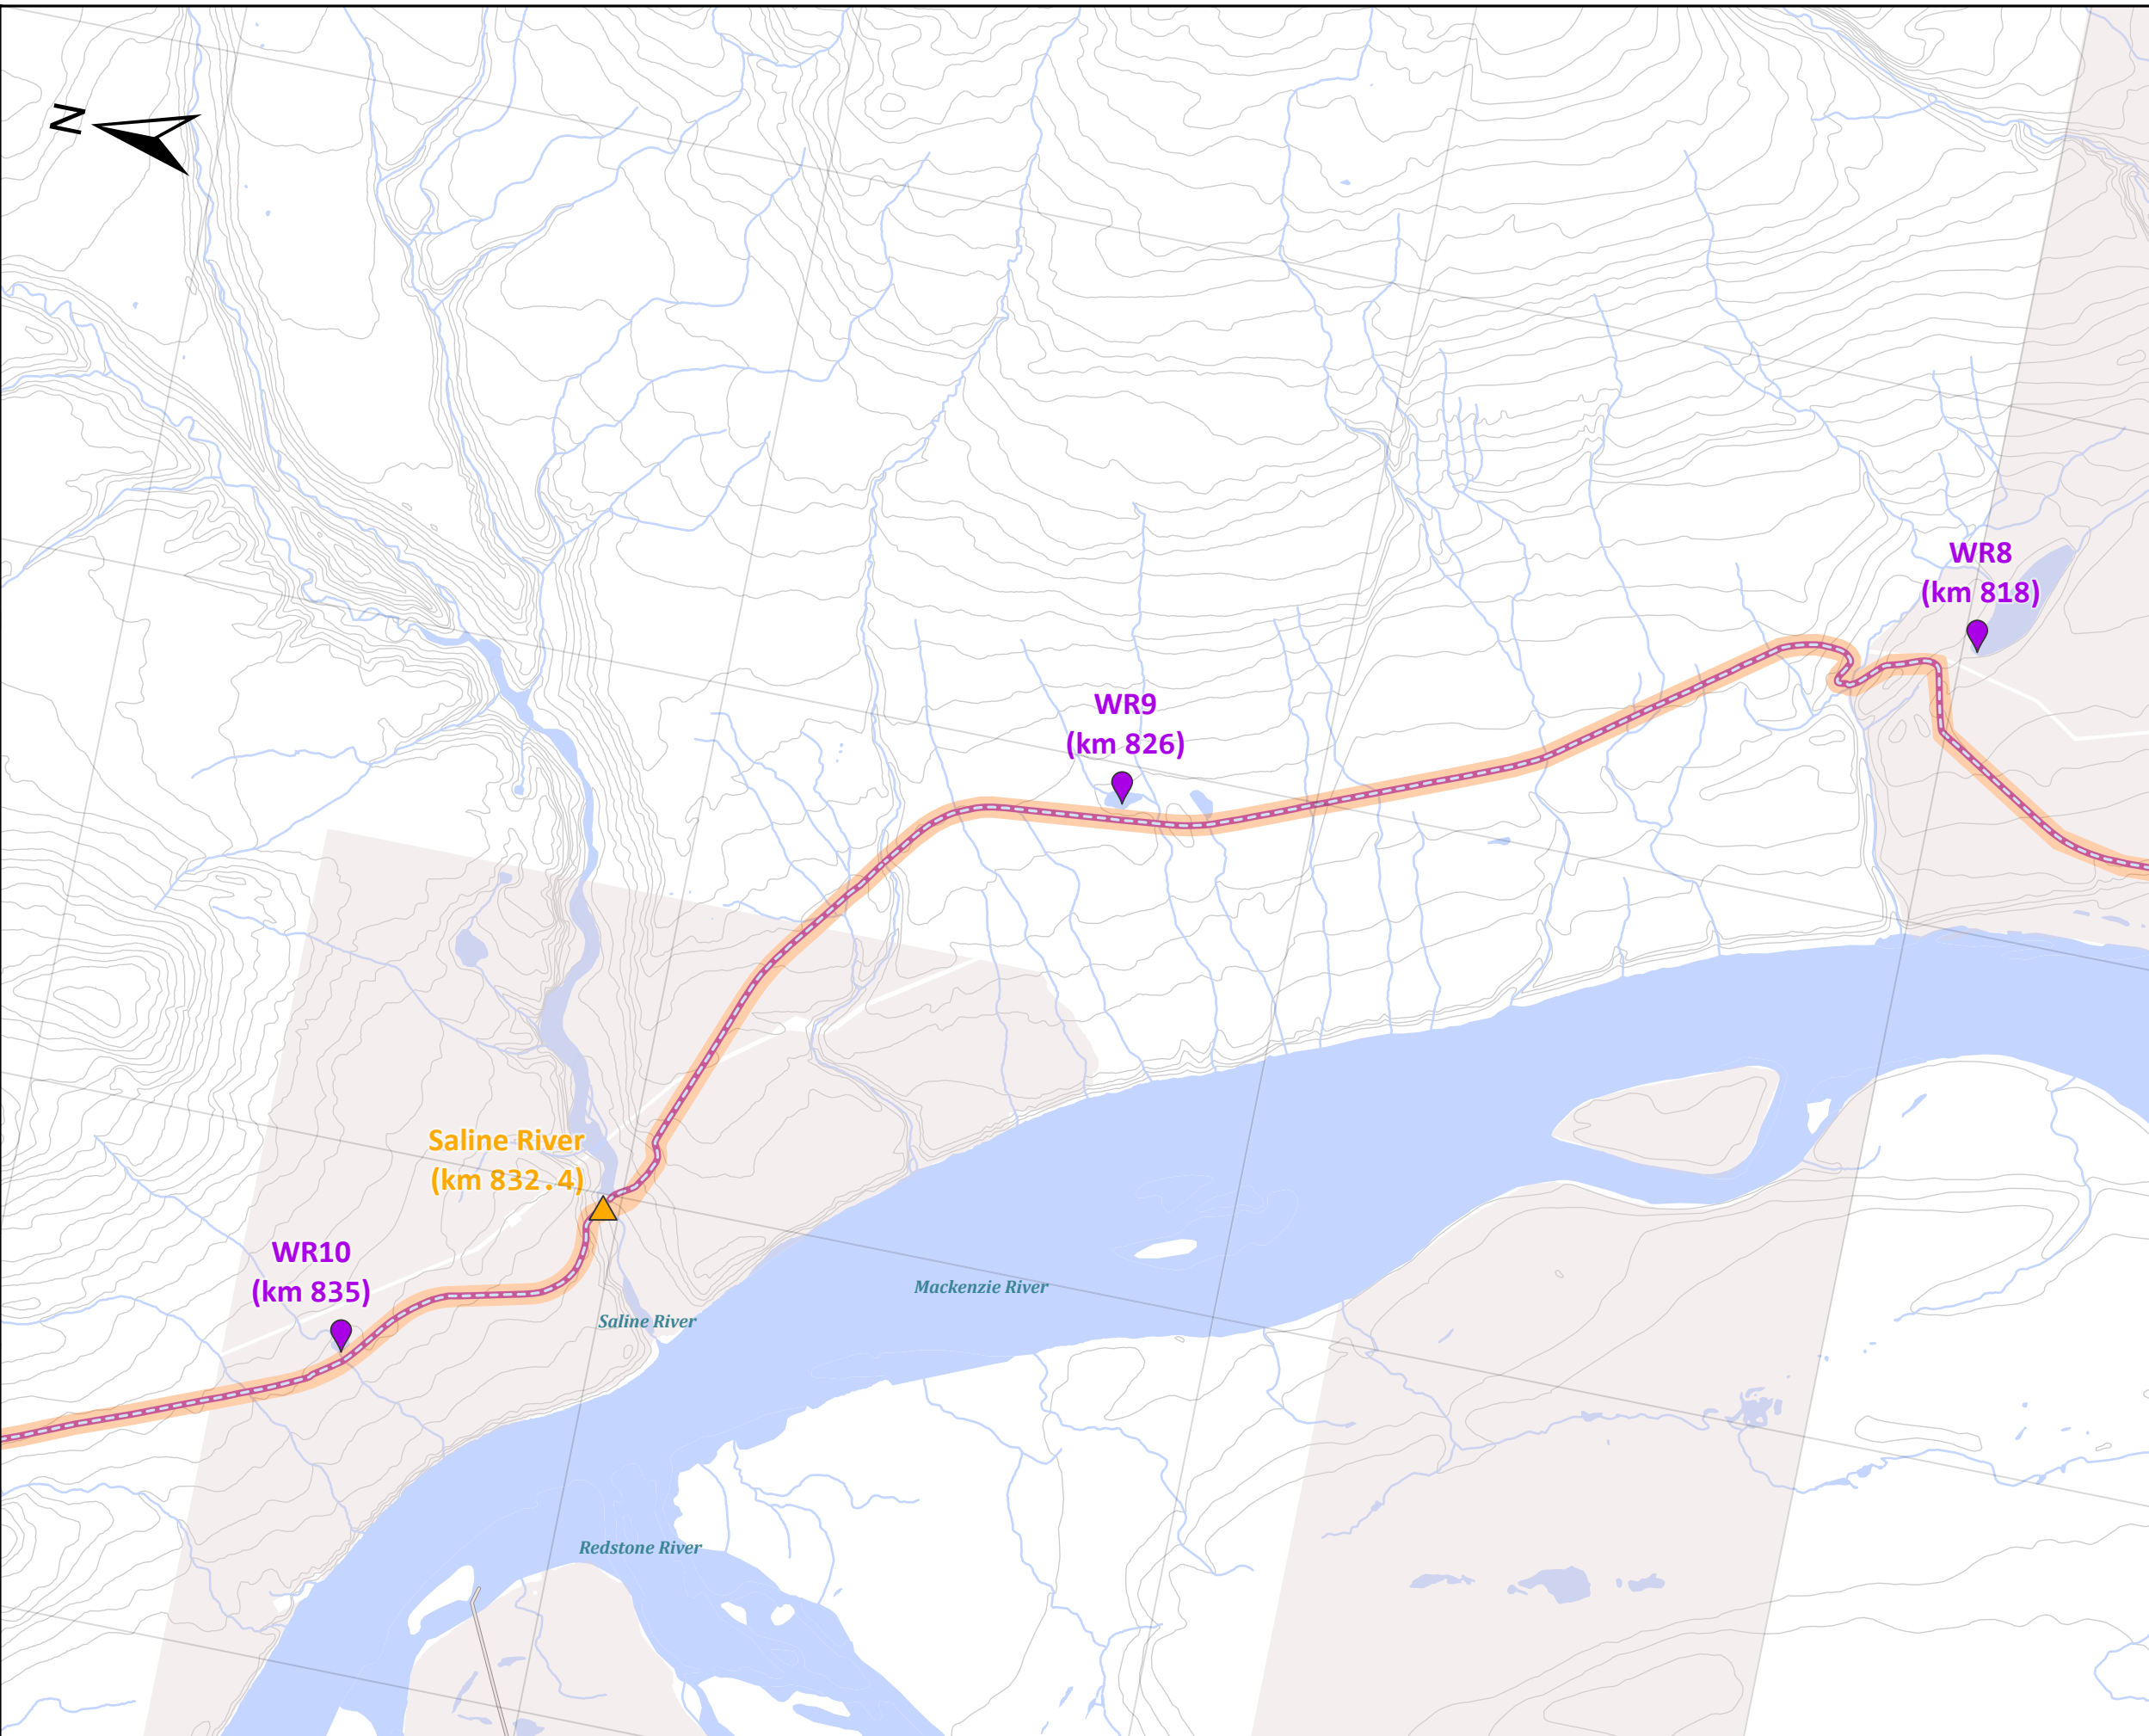 N
WR8
(km 818)
WR9
(km 826)
Saline River
(km 832.4)
WR10
(km 835)
Mackenzie River
Saline River
Redstone River